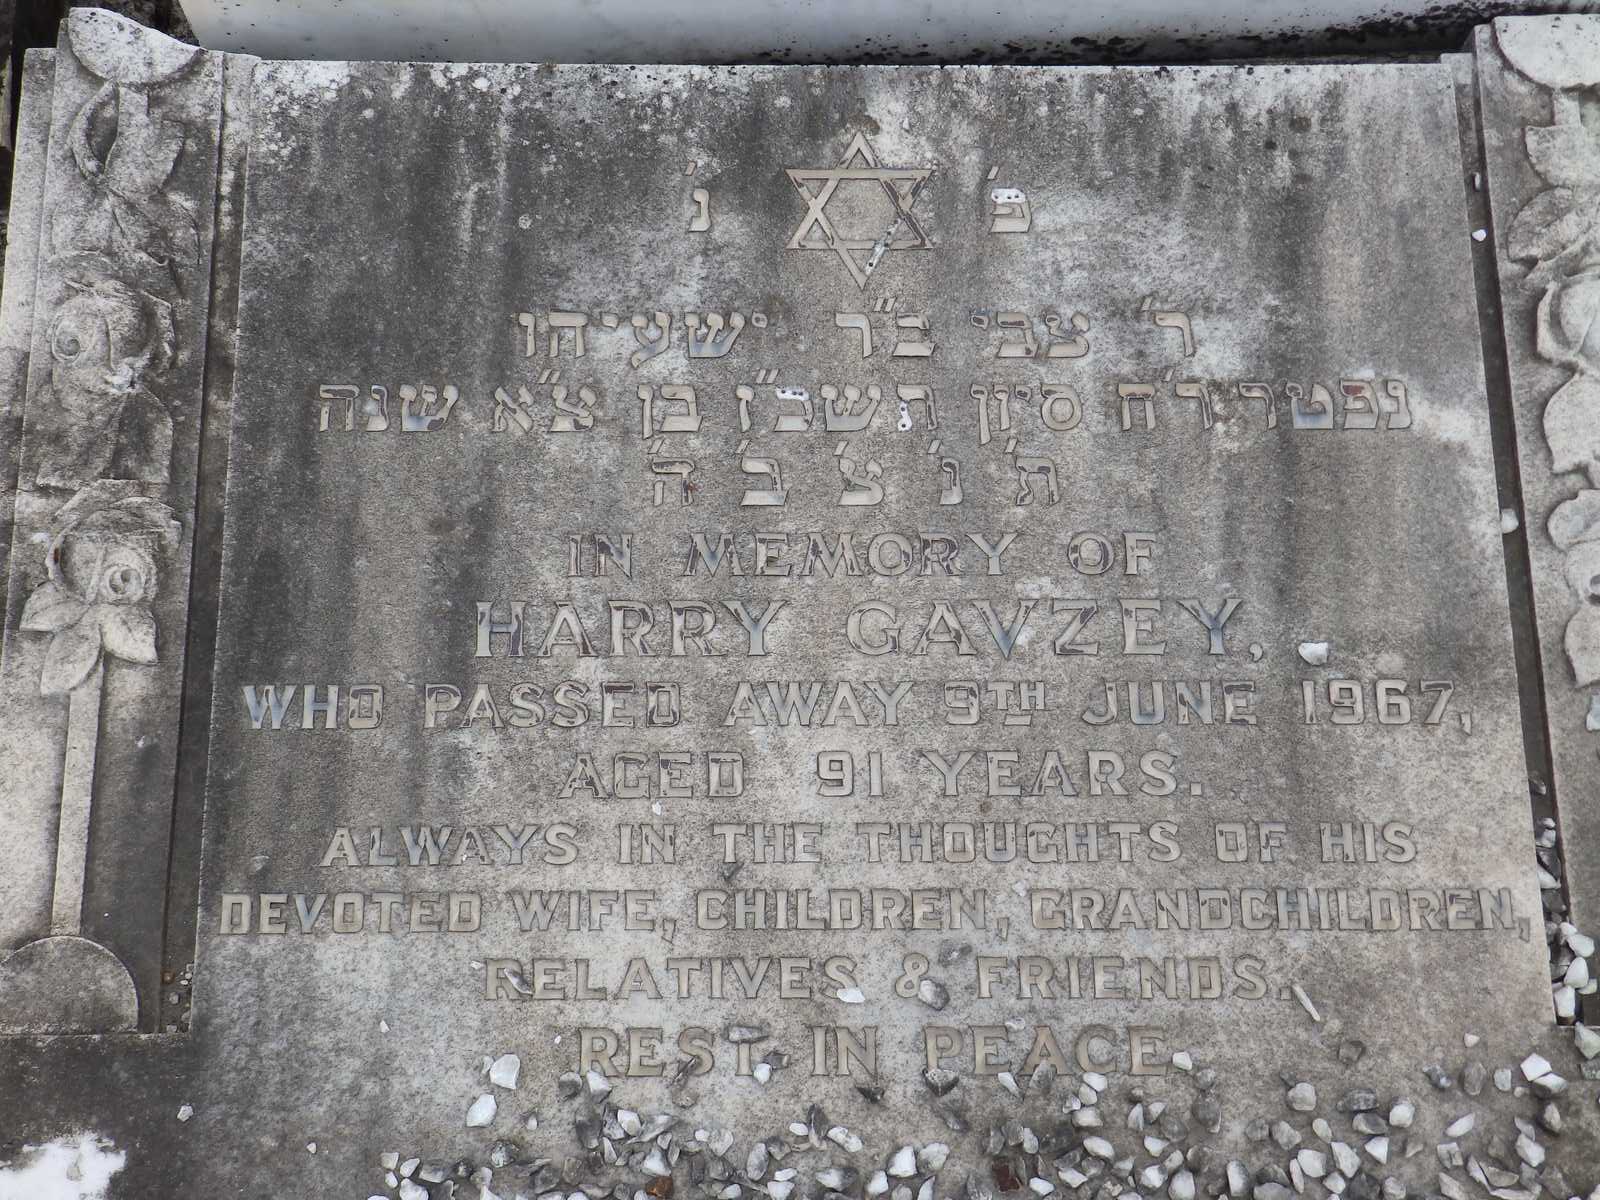 פ׳ נ׳
ר׳ צבי ב״ר ישעיהו
נפטר ר״ח סיון תשכ״ז בן צ״א שנה
ת׳ נ׳ צ׳ ב׳ ה׳
IN MEMORY OF
HARRY GAVZEY,
WHO PASSED AWAY 9TH JUNE 1967,
AGED 91 YEARS.
ALWAYS IN THE THOUGHTS OF HIS
DEVOTED WIFE, CHILDREN, GRANDCHILDREN,
RELATIVES & FRIENDS.
REST IN PEACE.